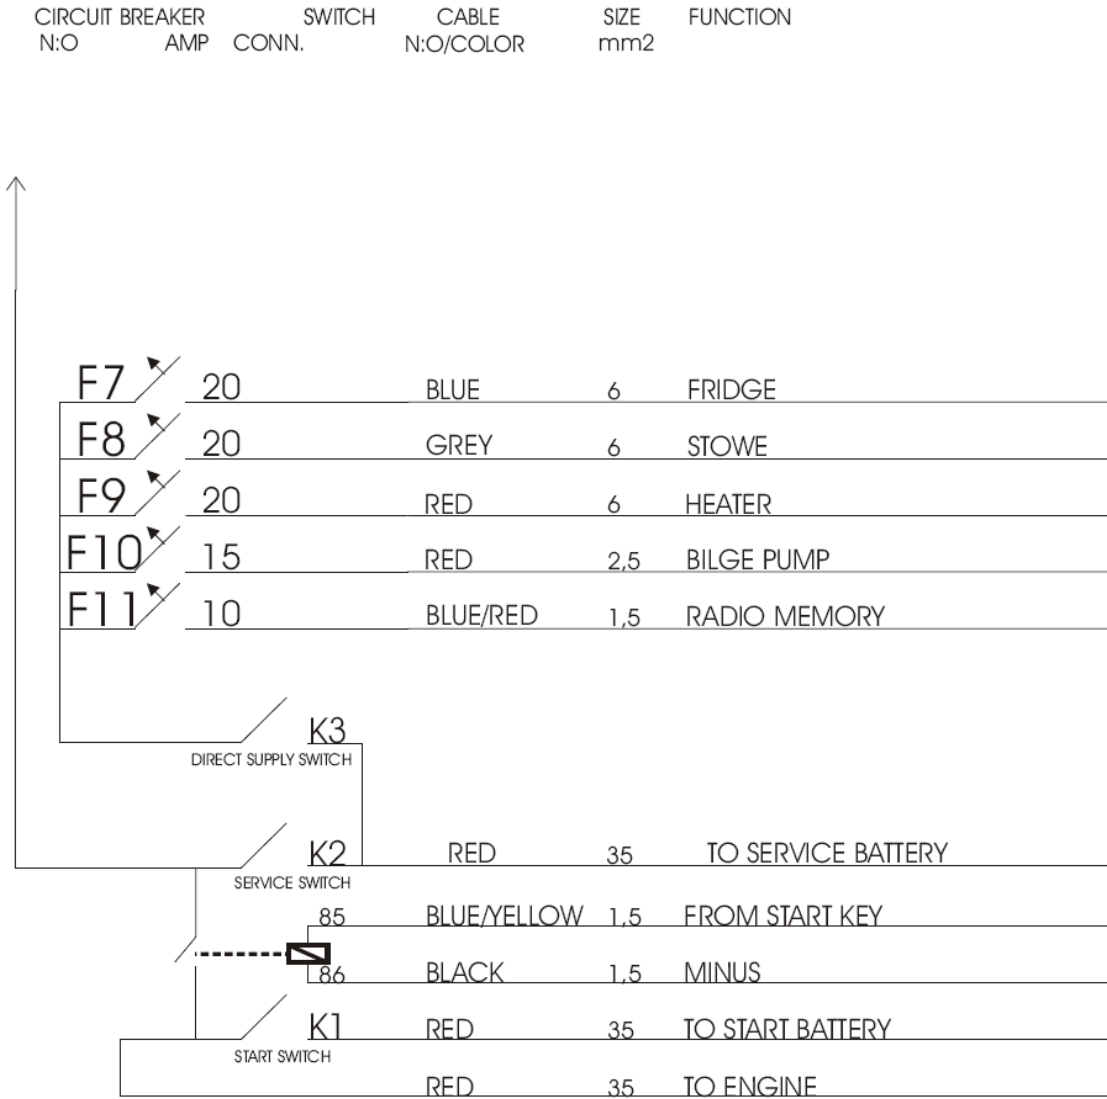 CIRCUIT BREAKER SWITCH CABLE SIZE FUNCTION
N:O AMP CONN. N:O/COLOR mm2
F7 20 BLUE 6 FRIDGE
F8 20 GREY 6 STOWE
F9 20 RED 6 HEATER
F10 15 RED 2,5 BILGE PUMP
F11 10 BLUE/RED 1,5 RADIO MEMORY
K3
DIRECT SUPPLY SWITCH
K2 RED 35 TO SERVICE BATTERY
SERVICE SWITCH
85 BLUE/YELLOW 1,5 FROM START KEY
86 BLACK 1,5 MINUS
K1 RED 35 TO START BATTERY
START SWITCH
RED 35 TO ENGINE